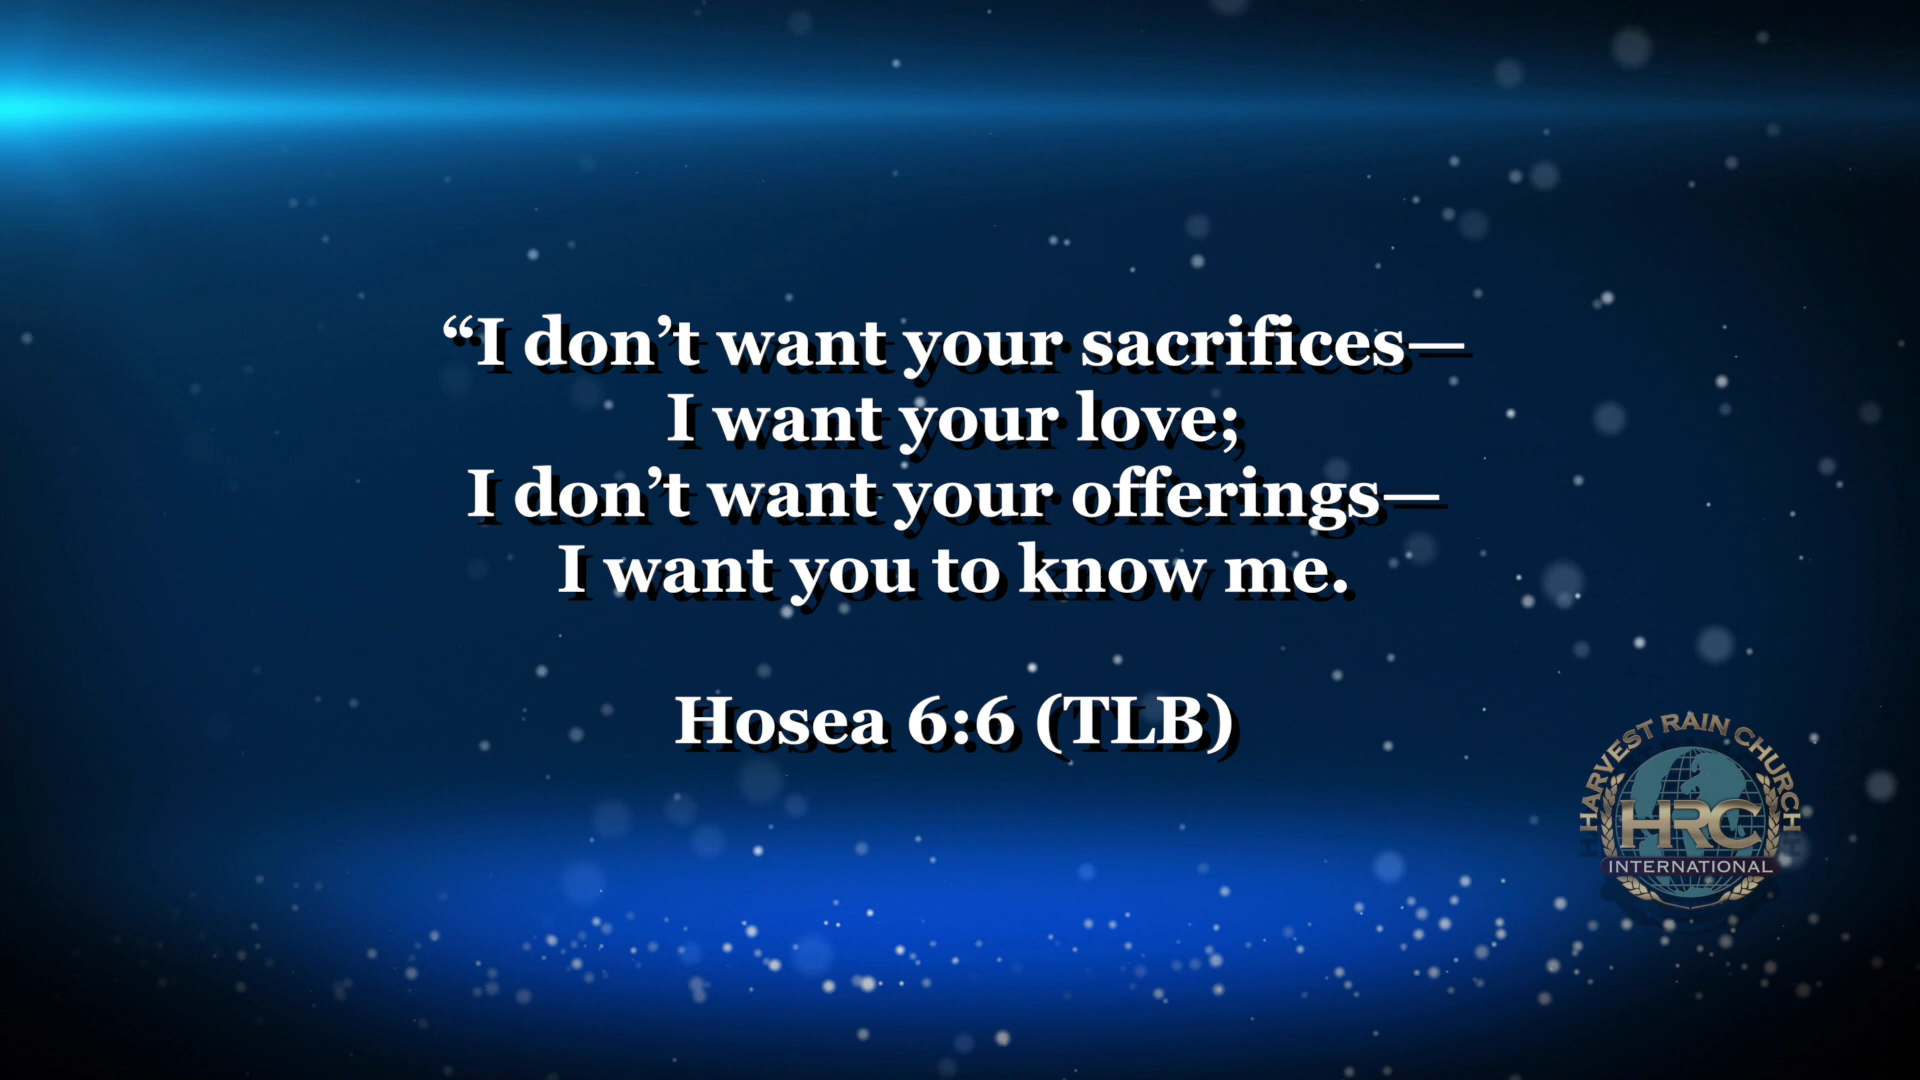 “I don’t want your sacrifices—
I want your love;
I don’t want your offerings—
I want you to know me.
Hosea 6:6 (TLB)
HARVEST RAIN CHURCH
HRC
INTERNATIONAL